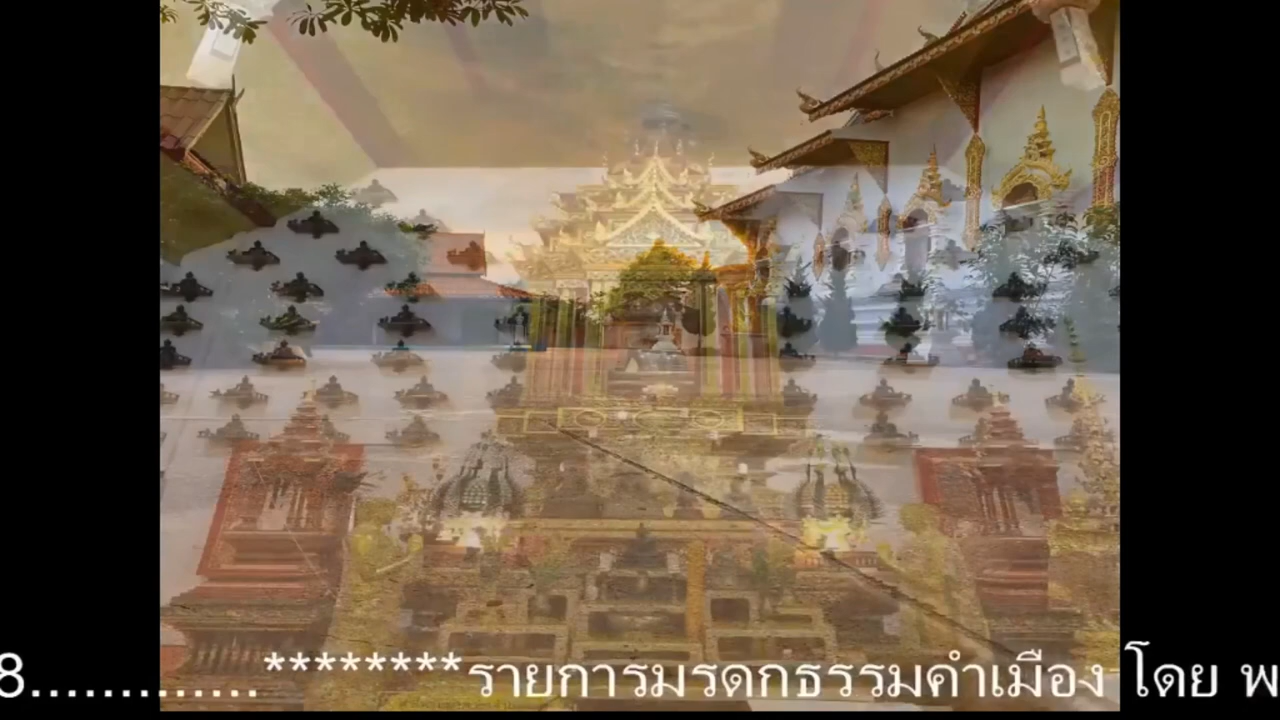 8.............********รายการมรดกธรรมคำเมือง โดย พ